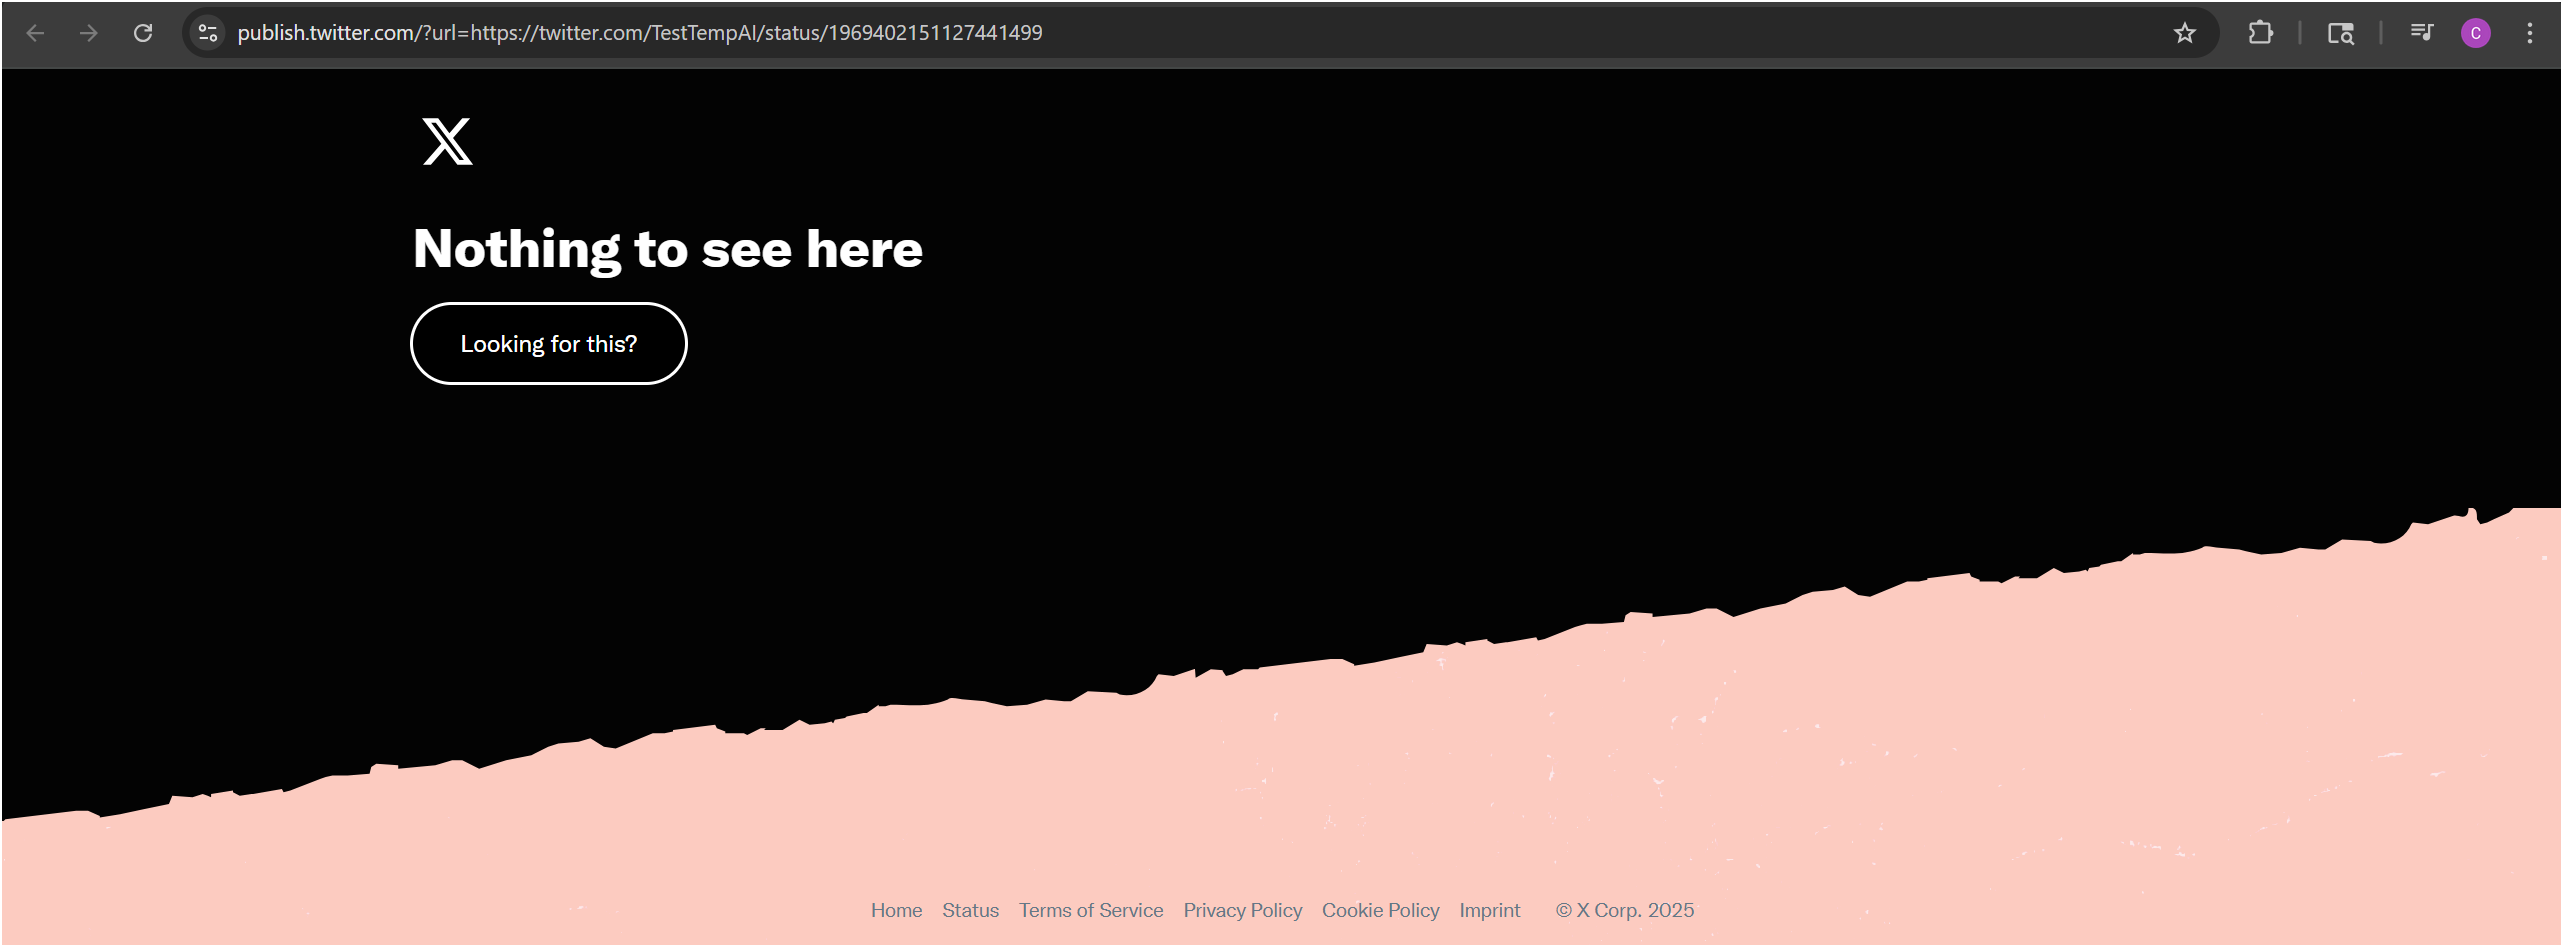 publish.twitter.com/?url=https://twitter.com/TestTempAI/status/1969402151127441499
C
Nothing to see here
Looking for this?
Home Status Terms of Service Privacy Policy Cookie Policy Imprint © X Corp. 2025